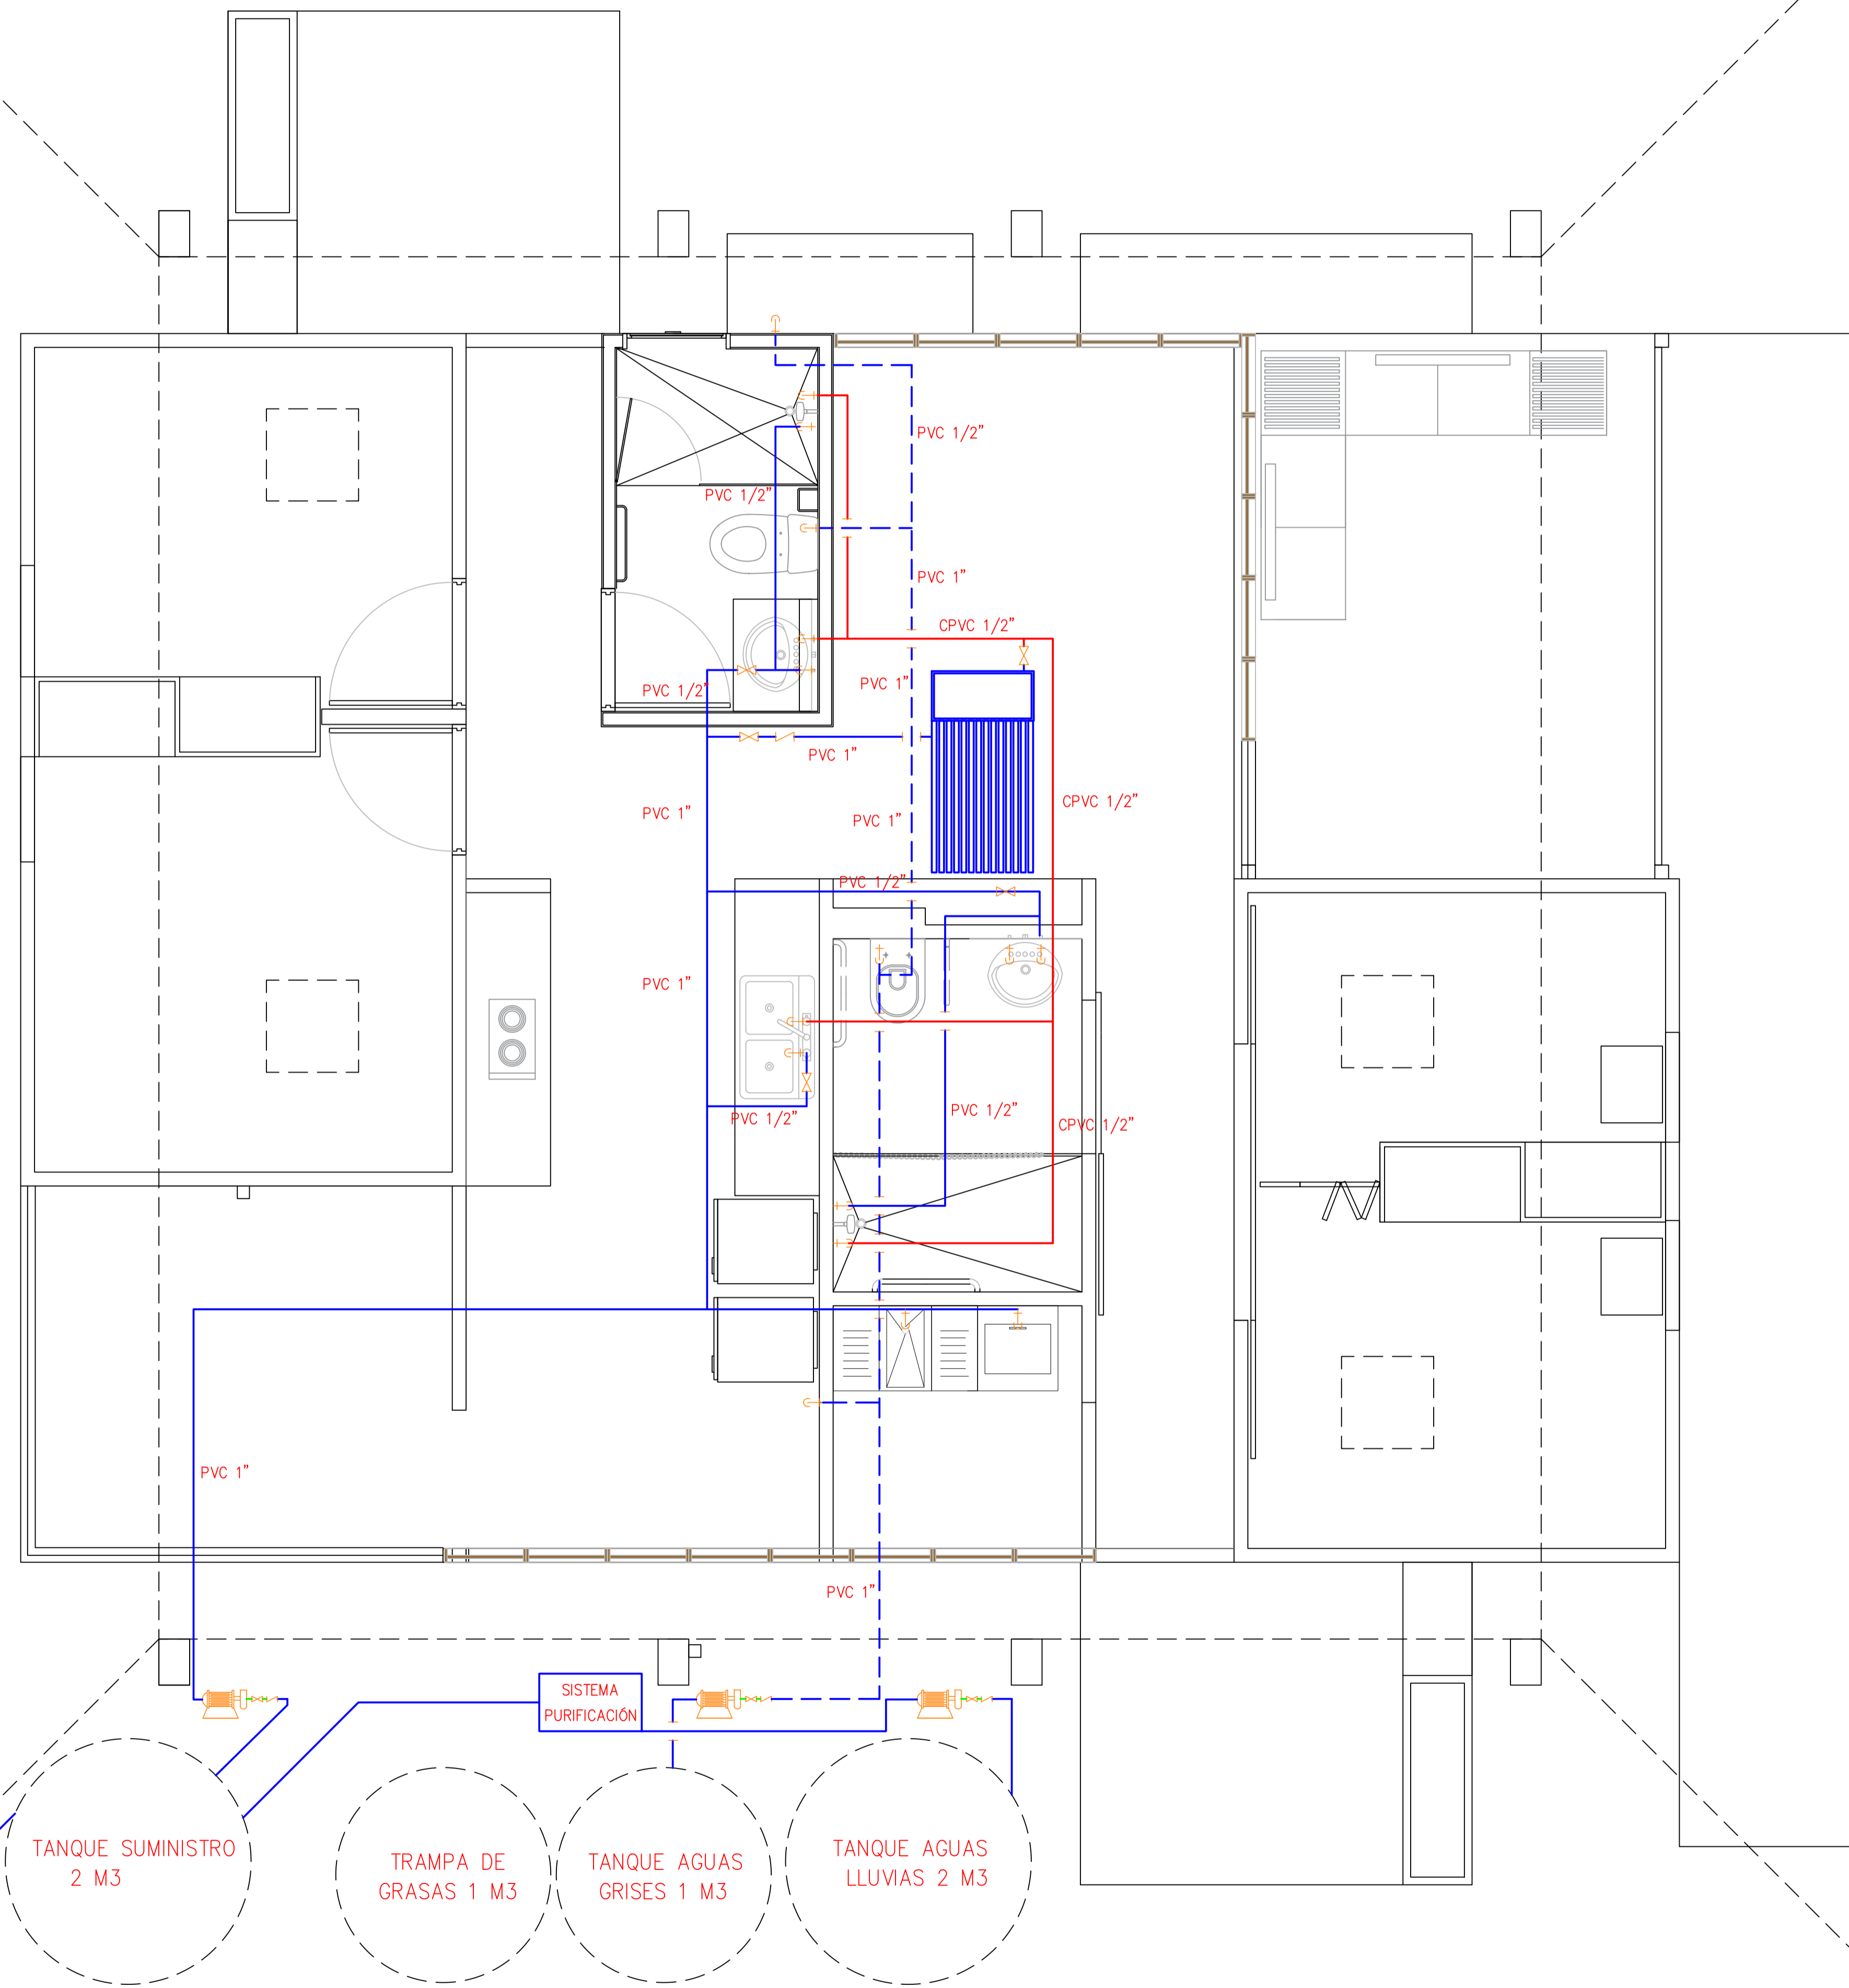 PVC 1/2"
PVC 1/2"
PVC 1"
CPVC 1/2"
PVC 1"
PVC 1/2"
PVC 1"
CPVC 1/2"
PVC 1"
PVC 1"
PVC 1/2"
PVC 1"
PVC 1/2"
PVC 1/2"
CPVC 1/2"
PVC 1"
PVC 1"
SISTEMA
PURIFICACIÓN
TANQUE SUMINISTRO
2 M3
TRAMPA DE
GRASAS 1 M3
TANQUE AGUAS
GRISES 1 M3
TANQUE AGUAS
LLUVIAS 2 M3